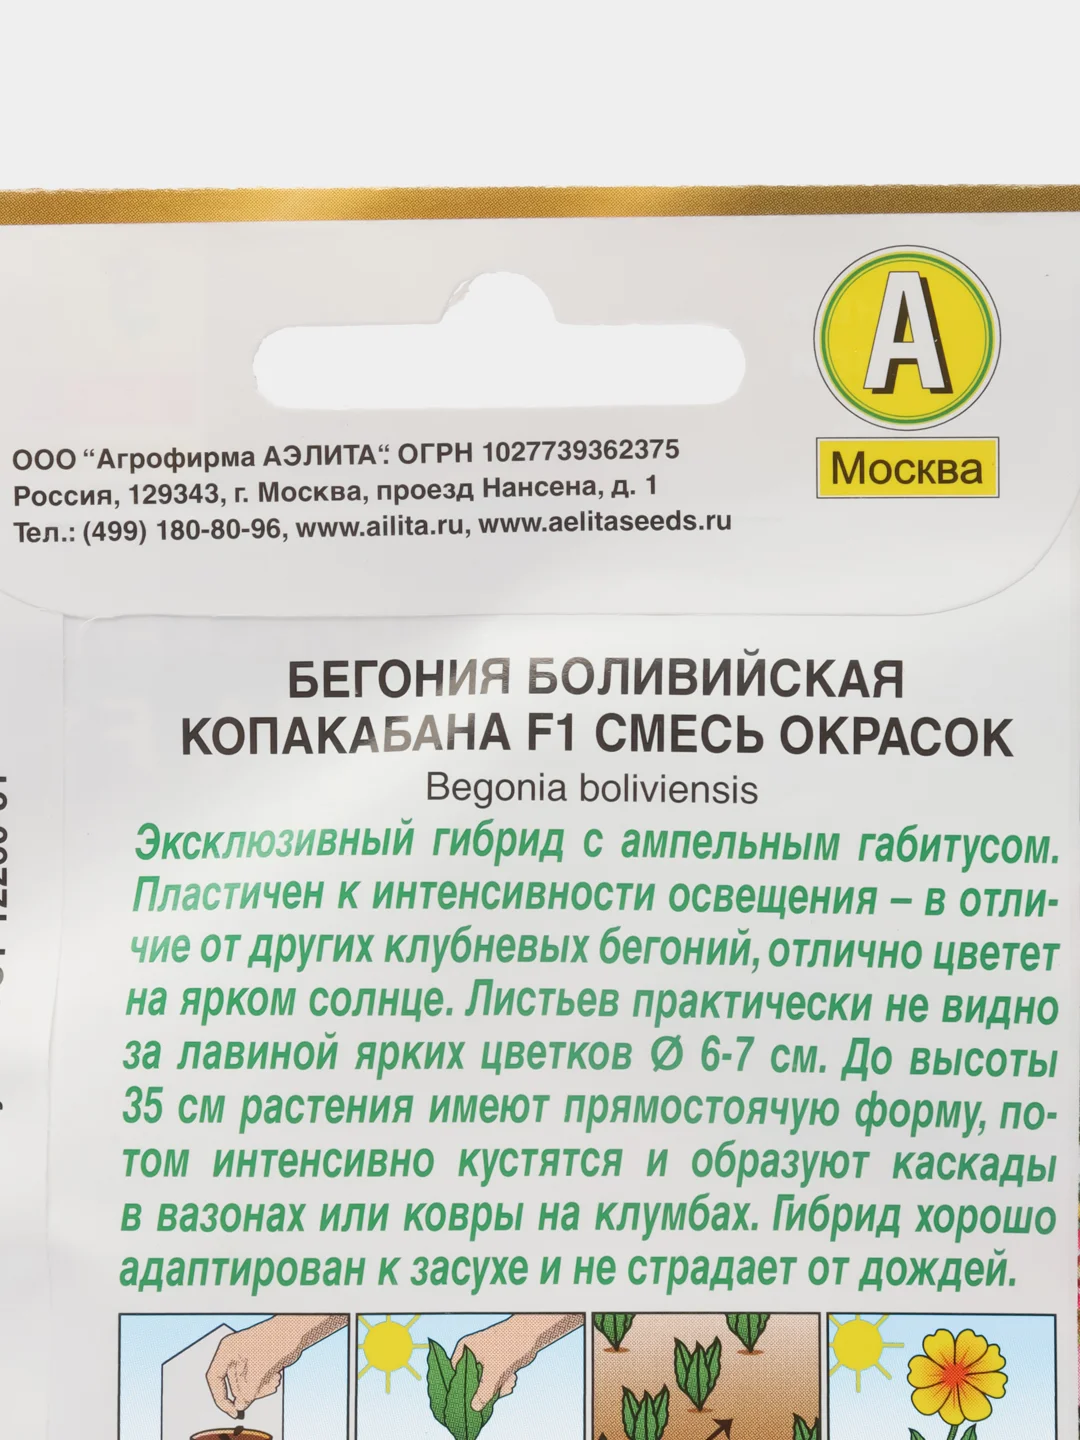 А
Москва
ООО “Агрофирма АЭЛИТА“: ОГРН 1027739362375
Россия, 129343, г. Москва, проезд Нансена, д. 1
Тел.: (499) 180-80-96, www.ailita.ru, www.aelitaseeds.ru
БЕГОНИЯ БОЛИВИЙСКАЯ
КОПАКАБАНА F1 СМЕСЬ ОКРАСОК
Begonia boliviensis
Эксклюзивный гибрид с ампельным габитусом.
Пластичен к интенсивности освещения – в отли-
чие от других клубневых бегоний, отлично цветет
на ярком солнце. Листьев практически не видно
за лавиной ярких цветков Ø 6-7 см. До высоты
35 см растения имеют прямостоячую форму, по-
том интенсивно кустятся и образуют каскады
в вазонах или ковры на клумбах. Гибрид хорошо
адаптирован к засухе и не страдает от дождей.